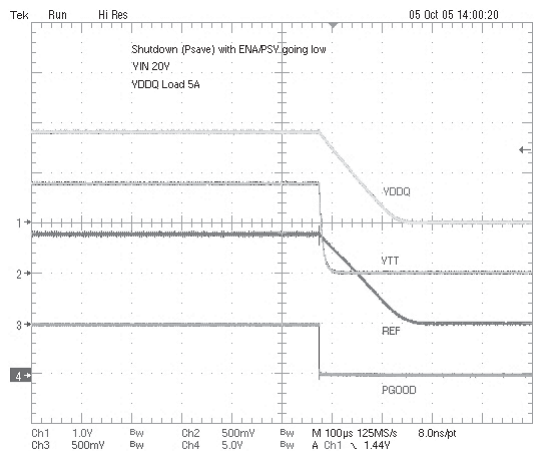 Tek Run Hi Res 05 Oct 05 14:00:20
Shutdown (Psave) with ENA/PSV going low
VIN 20V
VDDQ Load 5A
VDDQ
1
VTT
2
3
REF
4
PGOOD
Ch1 1.0V Bw Ch2 500mV Bw M 100µs 125MS/s 8.0ns/pt
Ch3 500mV Bw Ch4 5.0V Bw A Ch1 \ 1.44V